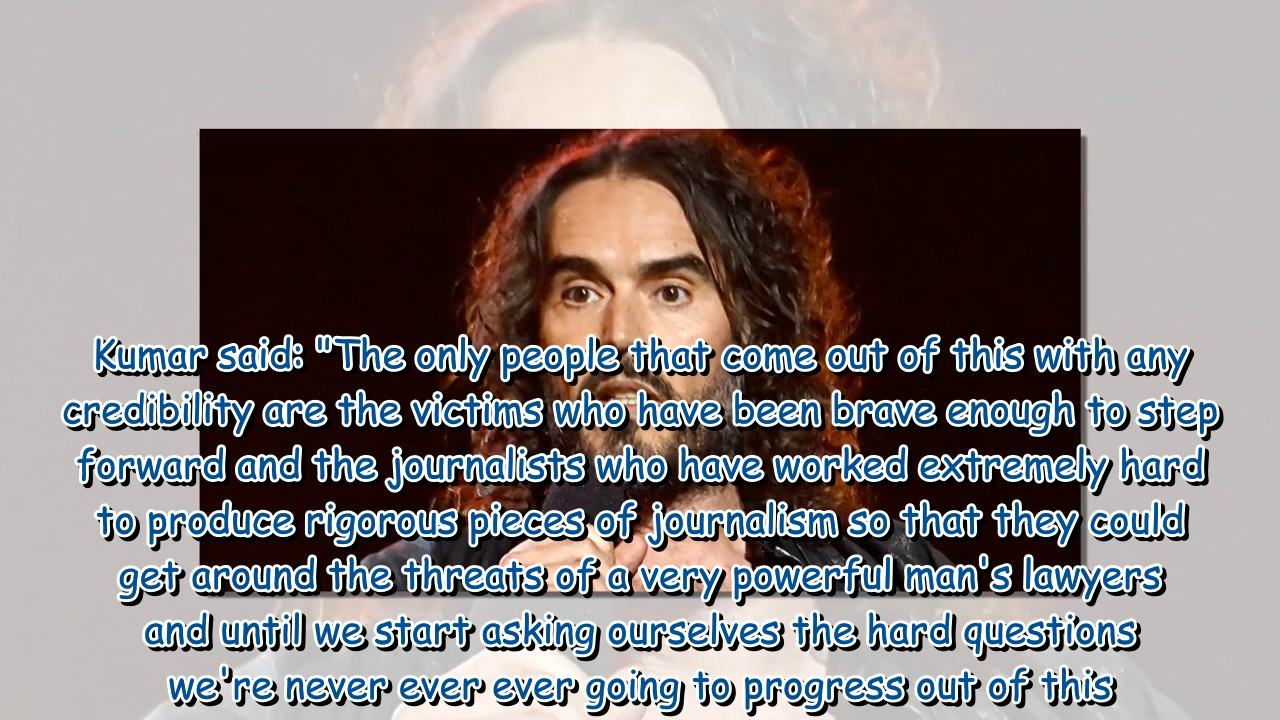 Kumar said: "The only people that come out of this with any
credibility are the victims who have been brave enough to step
forward and the journalists who have worked extremely hard
to produce rigorous pieces of journalism so that they could
get around the threats of a very powerful man's lawyers
and until we start asking ourselves the hard questions
we're never ever ever going to progress out of this